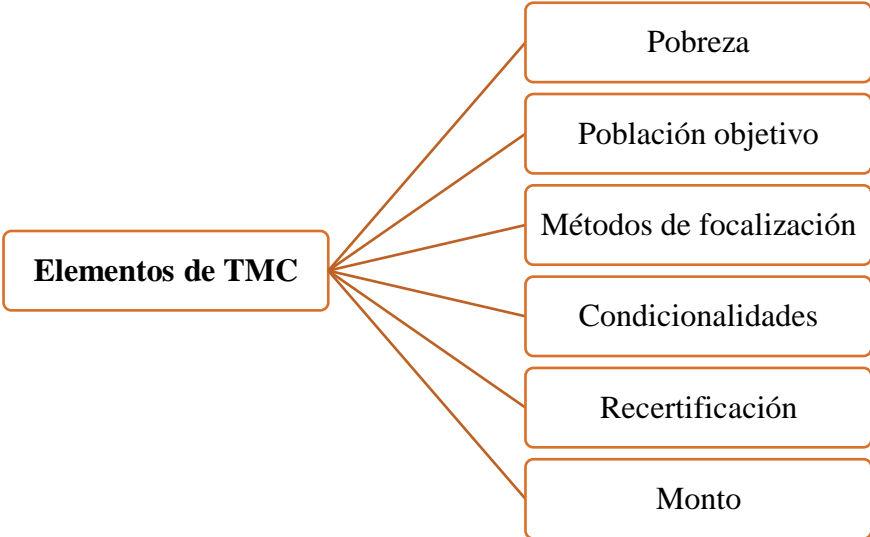 Elementos de TMC
Pobreza
Población objetivo
Métodos de focalización
Condicionalidades
Recertificación
Monto